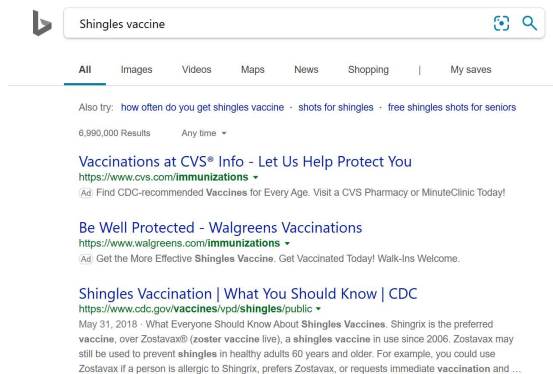 Shingles vaccine
All Images Videos Maps News Shopping | My saves
Also try: how often do you get shingles vaccine · shots for shingles · free shingles shots for seniors
6,990,000 Results Any time
Vaccinations at CVS® Info - Let Us Help Protect You
https://www.cvs.com/immunizations
Ad Find CDC-recommended Vaccines for Every Age. Visit a CVS Pharmacy or MinuteClinic Today!
Be Well Protected - Walgreens Vaccinations
https://www.walgreens.com/immunizations
Ad Get the More Effective Shingles Vaccine. Get Vaccinated Today! Walk-Ins Welcome.
Shingles Vaccination | What You Should Know | CDC
https://www.cdc.gov/vaccines/vpd/shingles/public
May 31, 2018 · What Everyone Should Know About Shingles Vaccines. Shingrix is the preferred
vaccine, over Zostavax® (zoster vaccine live), a shingles vaccine in use since 2006. Zostavax may
still be used to prevent shingles in healthy adults 60 years and older. For example, you could use
Zostavax if a person is allergic to Shingrix, prefers Zostavax, or requests immediate vaccination and ...